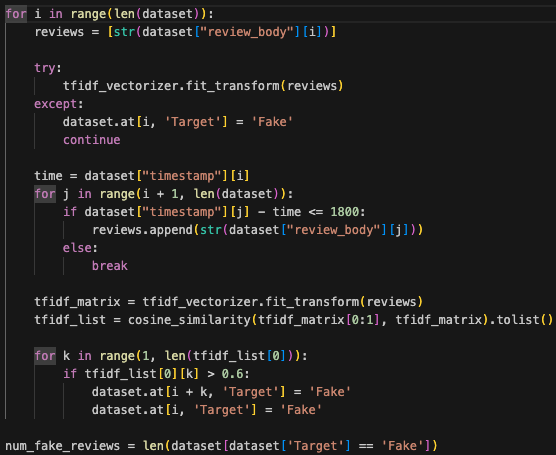 for i in range(len(dataset)):
    reviews = [str(dataset["review_body"][i])]

    try:
        tfidf_vectorizer.fit_transform(reviews)
    except:
        dataset.at[i, 'Target'] = 'Fake'
        continue

    time = dataset["timestamp"][i]
    for j in range(i + 1, len(dataset)):
        if dataset["timestamp"][j] - time <= 1800:
            reviews.append(str(dataset["review_body"][j]))
        else:
            break

    tfidf_matrix = tfidf_vectorizer.fit_transform(reviews)
    tfidf_list = cosine_similarity(tfidf_matrix[0:1], tfidf_matrix).tolist()

    for k in range(1, len(tfidf_list[0])):
        if tfidf_list[0][k] > 0.6:
            dataset.at[i + k, 'Target'] = 'Fake'
            dataset.at[i, 'Target'] = 'Fake'

num_fake_reviews = len(dataset[dataset['Target'] == 'Fake'])